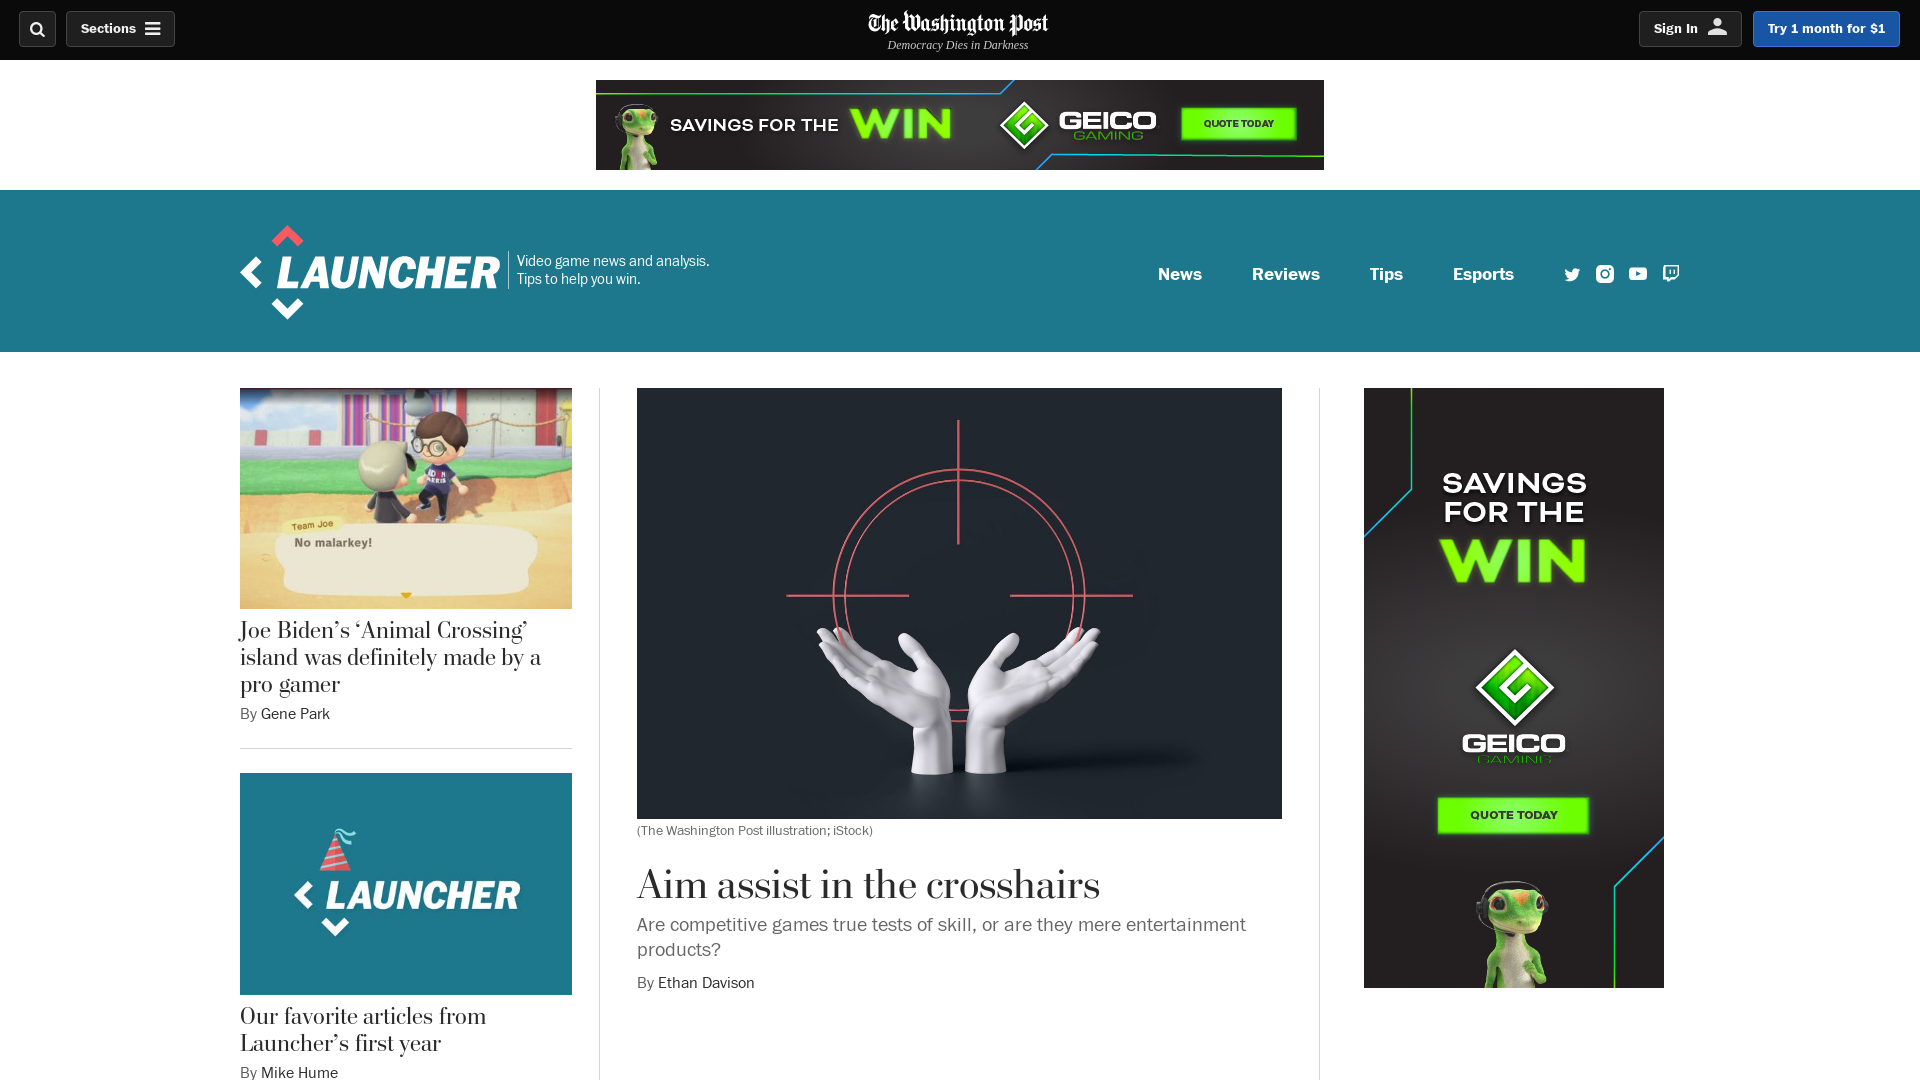 Sections
The Washington Post
Democracy Dies in Darkness
Sign In
Try 1 month for $1
SAVINGS FOR THE WIN
GEICO
GAMING
QUOTE TODAY
LAUNCHER
Video game news and analysis.
Tips to help you win.
News
Reviews
Tips
Esports
Team Joe
No malarkey!
Joe Biden’s ‘Animal Crossing’
island was definitely made by a
pro gamer
By Gene Park
LAUNCHER
Our favorite articles from
Launcher’s first year
By Mike Hume
(The Washington Post illustration; iStock)
Aim assist in the crosshairs
Are competitive games true tests of skill, or are they mere entertainment
products?
By Ethan Davison
SAVINGS
FOR THE
WIN
GEICO
GAMING
QUOTE TODAY